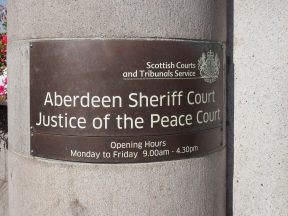 Scottish Courts
and Tribunals Service
Aberdeen Sheriff Court
Justice of the Peace Court
Opening Hours
Monday to Friday 9.00am - 4.30pm